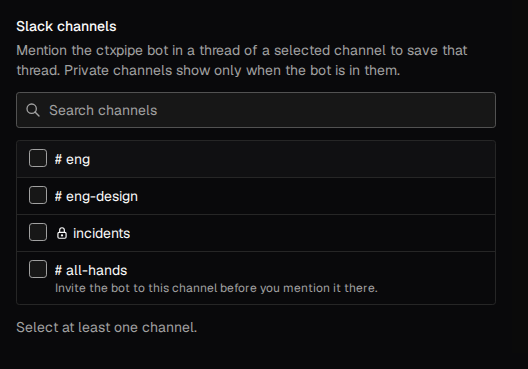 Slack channels
Mention the ctxpipe bot in a thread of a selected channel to save that
thread. Private channels show only when the bot is in them.
Search channels
# eng
# eng-design
incidents
# all-hands
Invite the bot to this channel before you mention it there.
Select at least one channel.